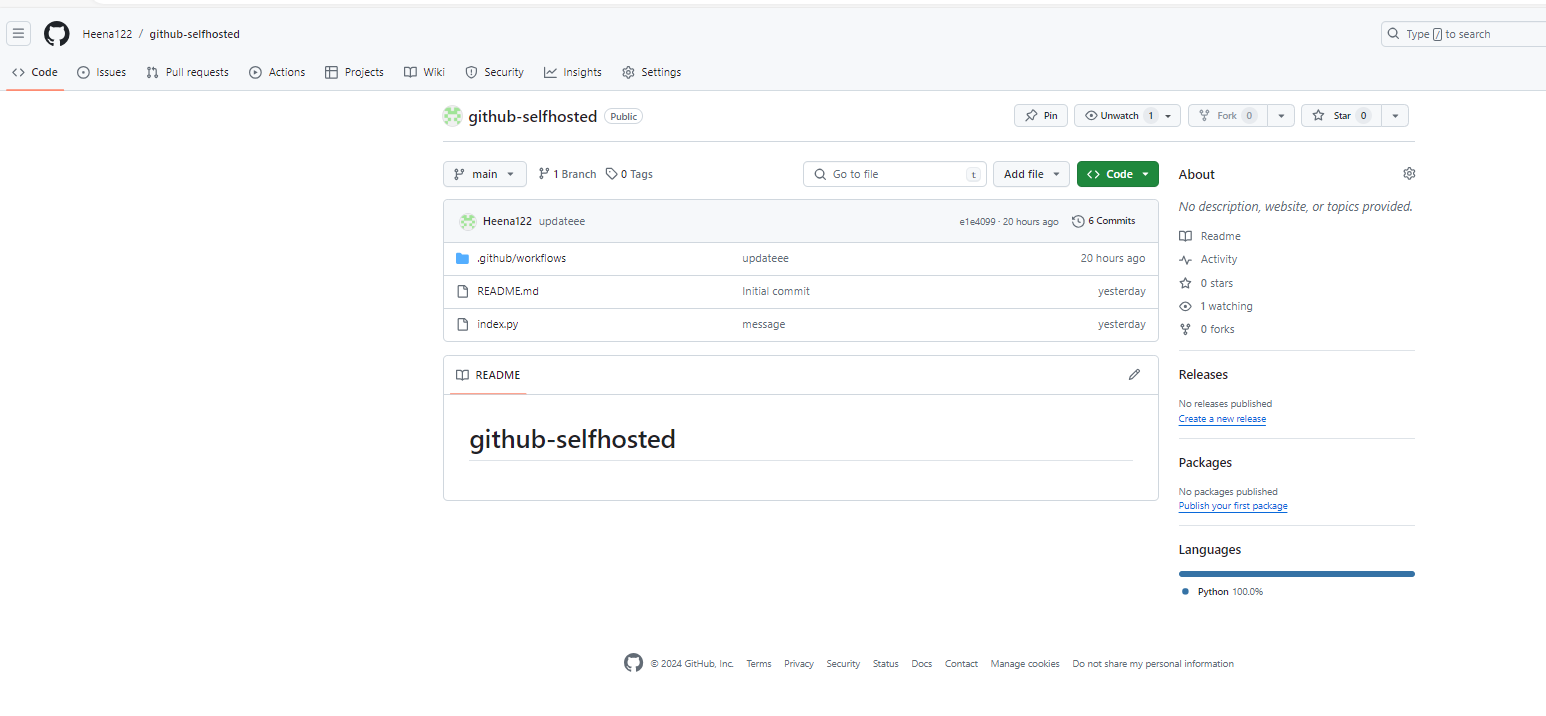 Heena122 / github-selfhosted
Type / to search
Code Issues Pull requests Actions Projects Wiki Security Insights Settings
github-selfhosted Public
Pin Unwatch 1 Fork 0 Star 0
main 1 Branch 0 Tags Go to file t Add file Code
Heena122 updateee e1e4099 · 20 hours ago 6 Commits
.github/workflows updateee 20 hours ago
README.md Initial commit yesterday
index.py message yesterday
README
github-selfhosted
About
No description, website, or topics provided.
Readme
Activity
0 stars
1 watching
0 forks
Releases
No releases published
Create a new release
Packages
No packages published
Publish your first package
Languages
Python 100.0%
© 2024 GitHub, Inc. Terms Privacy Security Status Docs Contact Manage cookies Do not share my personal information